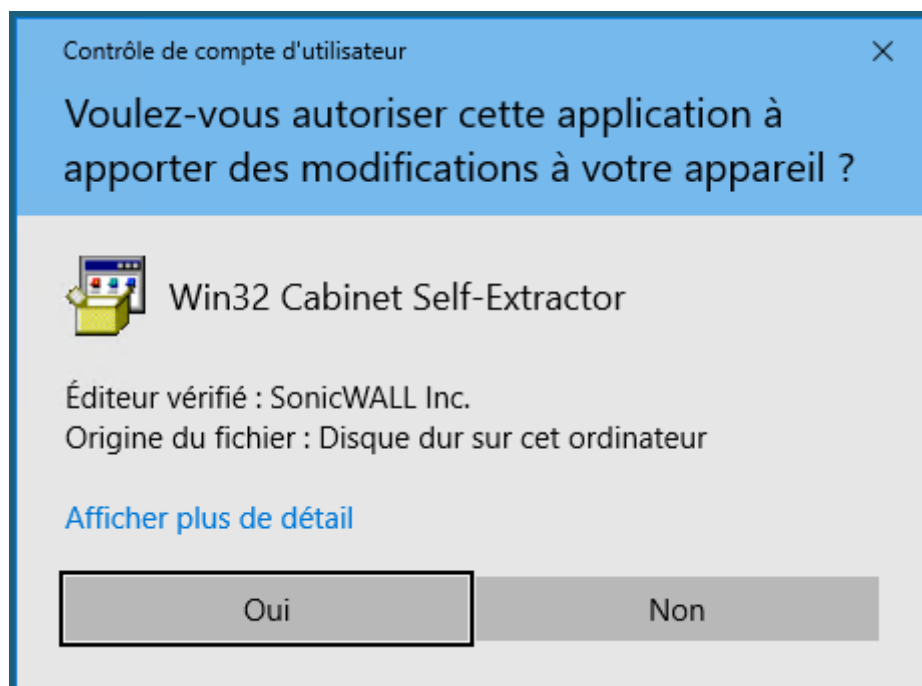 Contrôle de compte d'utilisateur
Voulez-vous autoriser cette application à
apporter des modifications à votre appareil ?
Win32 Cabinet Self-Extractor
Éditeur vérifié : SonicWALL Inc.
Origine du fichier : Disque dur sur cet ordinateur
Afficher plus de détail
Oui
Non